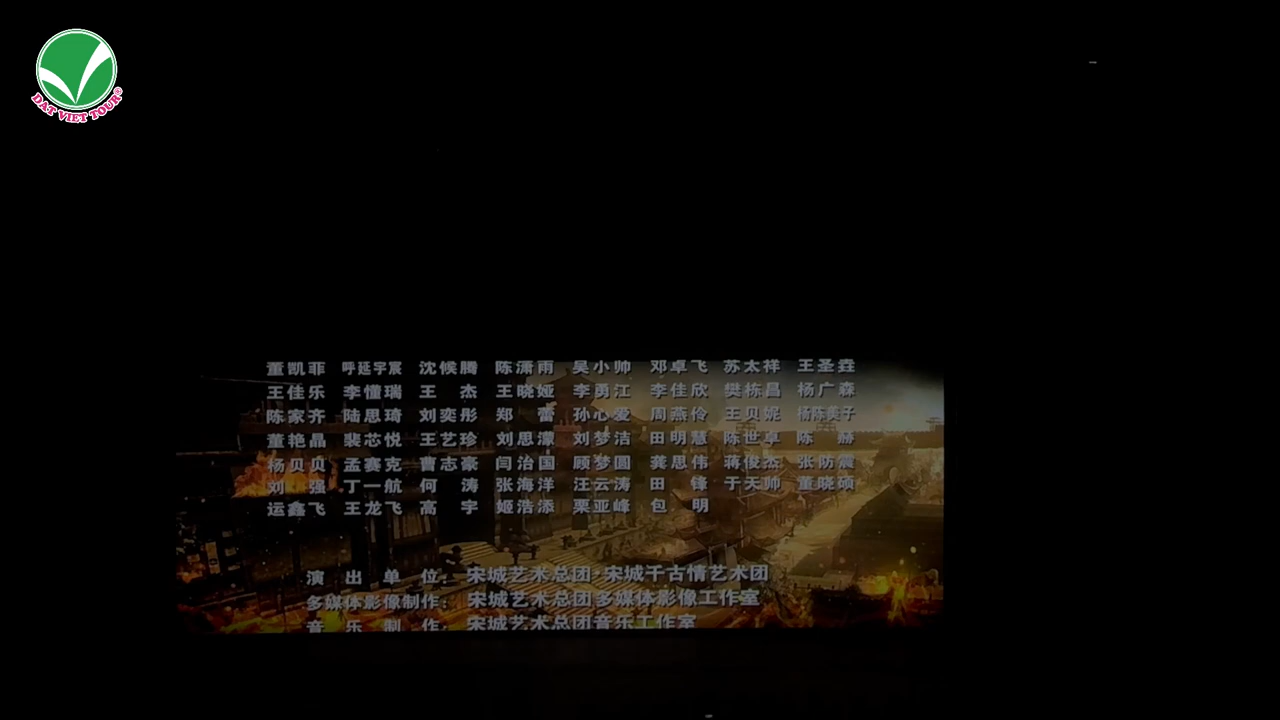 DAT VIET TOUR®
董凯菲 呼延宇宸 沈候腾 陈潇雨 吴小帅 邓卓飞 苏太祥 王圣垚
王佳乐 李懂瑞 王 杰 王晓娅 李勇江 李佳欣 樊栋昌 杨广森
陈家齐 陆思琦 刘奕彤 郑 蕾 孙心爱 周燕伶 王贝妮 杨陈美子
董艳晶 裴芯悦 王艺珍 刘思濛 刘梦洁 田明慧 陈世卓 陈 赫
杨贝贝 孟赛克 曹志豪 闫治国 顾梦圆 龚思伟 蒋俊杰 张防震
刘 强 丁一航 何 涛 张海洋 汪云涛 田 锋 于天帅 董晓硕
运鑫飞 王龙飞 高 宇 姬浩添 栗亚峰 包 明
演 出 单 位：宋城艺术总团·宋城千古情艺术团
多媒体影像制作：宋城艺术总团多媒体影像工作室
音 乐 制 作：宋城艺术总团音乐工作室